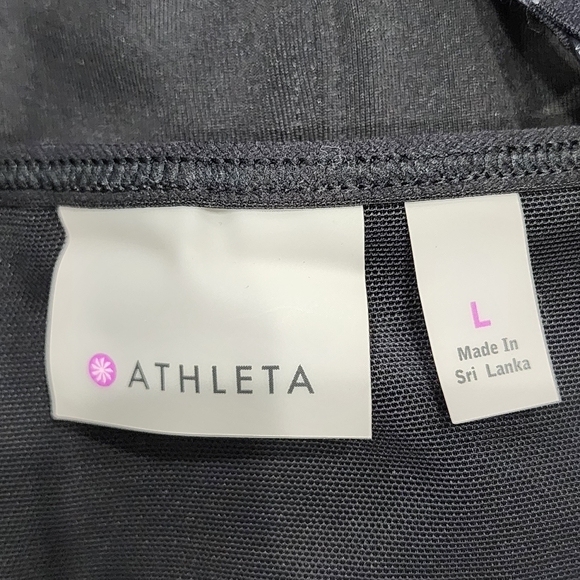 ATHLETA
L
Made In
Sri Lanka